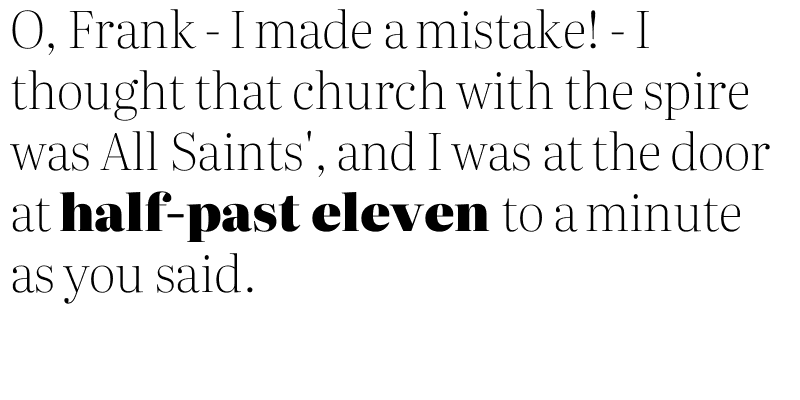 O, Frank - I made a mistake! - I
thought that church with the spire
was All Saints', and I was at the door
at half-past eleven to a minute
as you said.